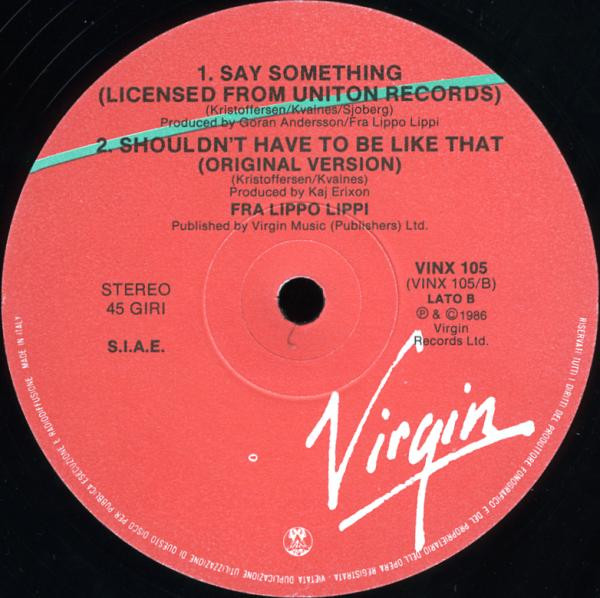 1. SAY SOMETHING
(LICENSED FROM UNITON RECORDS)
(Kristoffersen/Kvalnes/Sjoberg)
Produced by Goran Andersson/Fra Lippo Lippi
2. SHOULDN'T HAVE TO BE LIKE THAT
(ORIGINAL VERSION)
(Kristoffersen/Kvalnes)
Produced by Kaj Erixon
FRA LIPPO LIPPI
Published by Virgin Music (Publishers) Ltd.
STEREO
45 GIRI
S.I.A.E.
VINX 105
(VINX 105/B)
LATO B
℗ & ©1986
Virgin
Records Ltd.
Virgin
RISERVATI TUTTI I DIRITTI DEL PRODUTTORE FONOGRAFICO E DEL PROPRIETARIO DELL'OPERA REGISTRATA - VIETATA DUPLICAZIONE UTILIZZAZIONE DI QUESTO DISCO PER PUBBLICA ESECUZIONE E RADIODIFFUSIONE MADE IN ITALY